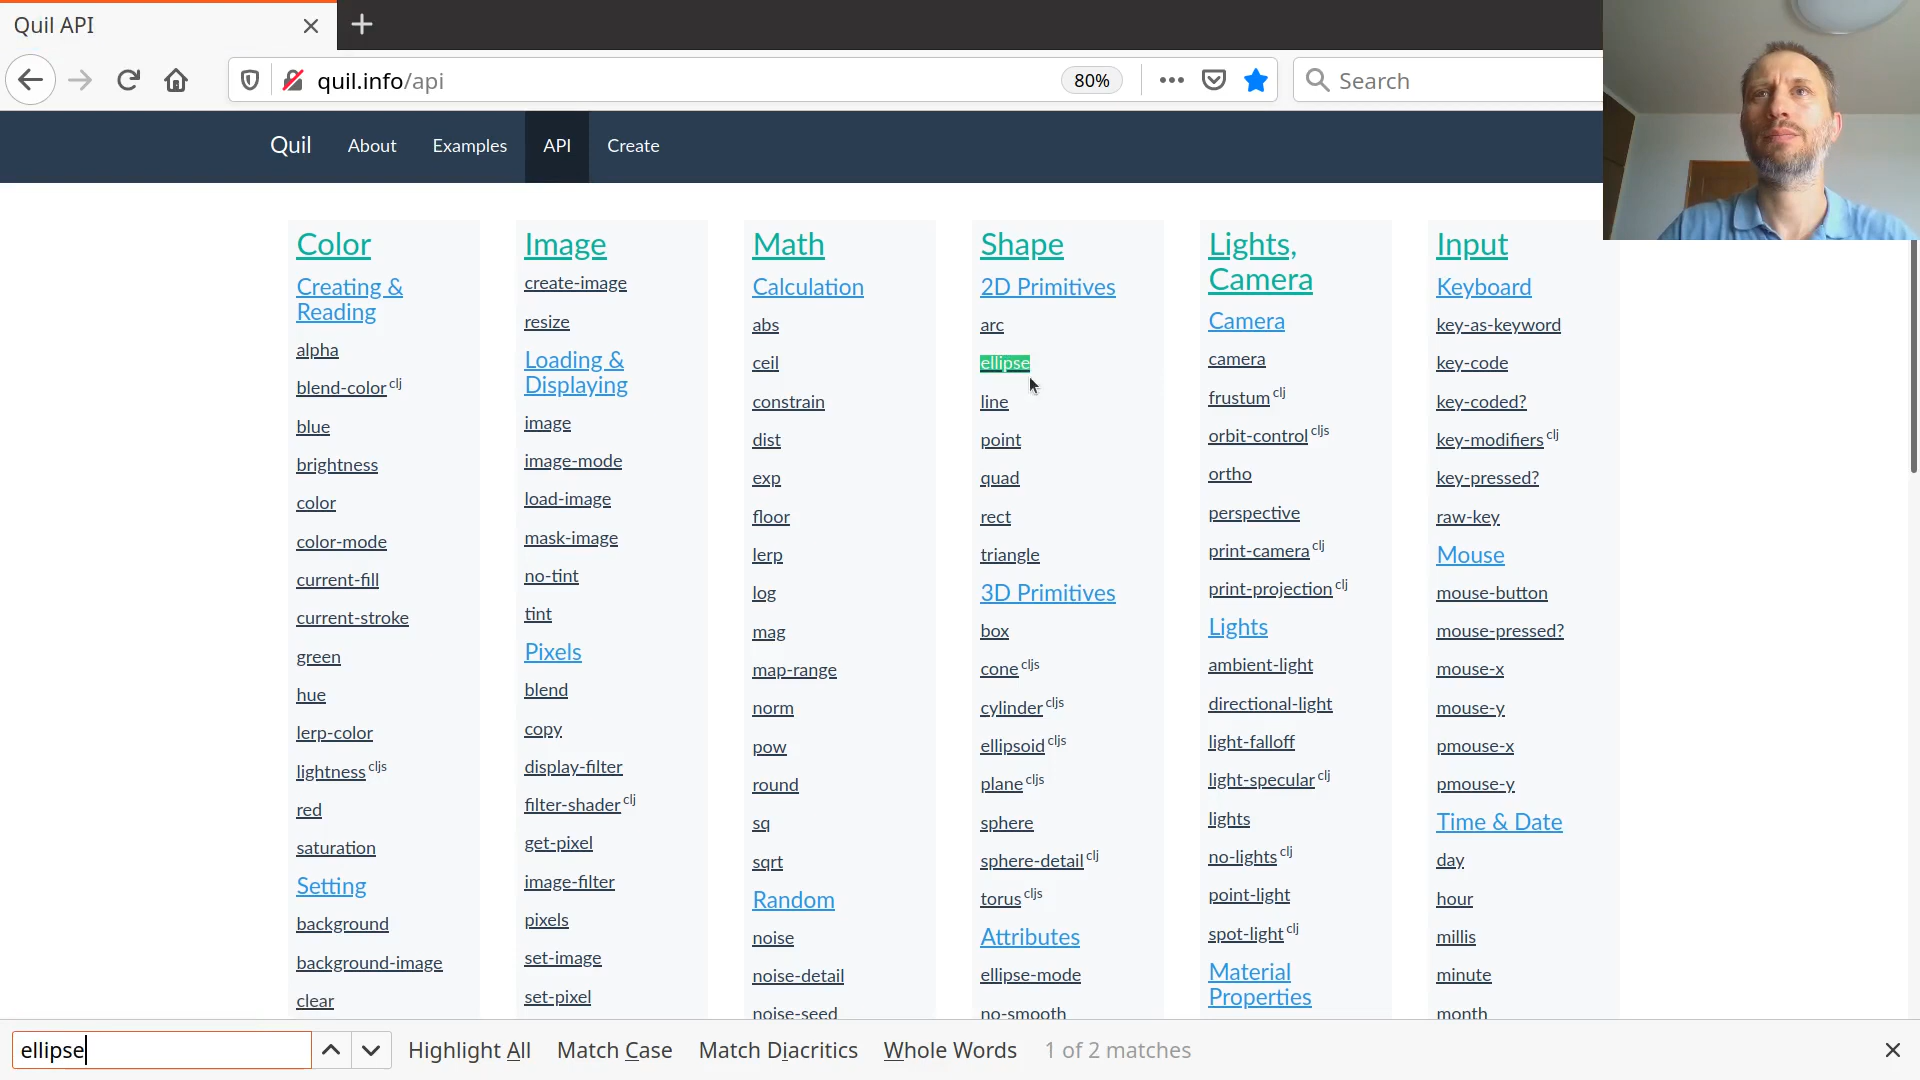 Quil API
quil.info/api
80%
Search
Quil
About
Examples
API
Create
Color
Creating &
Reading
alpha
blend-color clj
blue
brightness
color
color-mode
current-fill
current-stroke
green
hue
lerp-color
lightness cljs
red
saturation
Setting
background
background-image
clear
Image
create-image
resize
Loading &
Displaying
image
image-mode
load-image
mask-image
no-tint
tint
Pixels
blend
copy
display-filter
filter-shader clj
get-pixel
image-filter
pixels
set-image
set-pixel
Math
Calculation
abs
ceil
constrain
dist
exp
floor
lerp
log
mag
map-range
norm
pow
round
sq
sqrt
Random
noise
noise-detail
noise-seed
Shape
2D Primitives
arc
ellipse
line
point
quad
rect
triangle
3D Primitives
box
cone cljs
cylinder cljs
ellipsoid cljs
plane cljs
sphere
sphere-detail clj
torus cljs
Attributes
ellipse-mode
no-smooth
Lights,
Camera
Camera
camera
frustum clj
orbit-control cljs
ortho
perspective
print-camera clj
print-projection clj
Lights
ambient-light
directional-light
light-falloff
light-specular clj
lights
no-lights clj
point-light
spot-light clj
Material
Properties
Input
Keyboard
key-as-keyword
key-code
key-coded?
key-modifiers clj
key-pressed?
raw-key
Mouse
mouse-button
mouse-pressed?
mouse-x
mouse-y
pmouse-x
pmouse-y
Time & Date
day
hour
millis
minute
month
ellipse
Highlight All
Match Case
Match Diacritics
Whole Words
1 of 2 matches